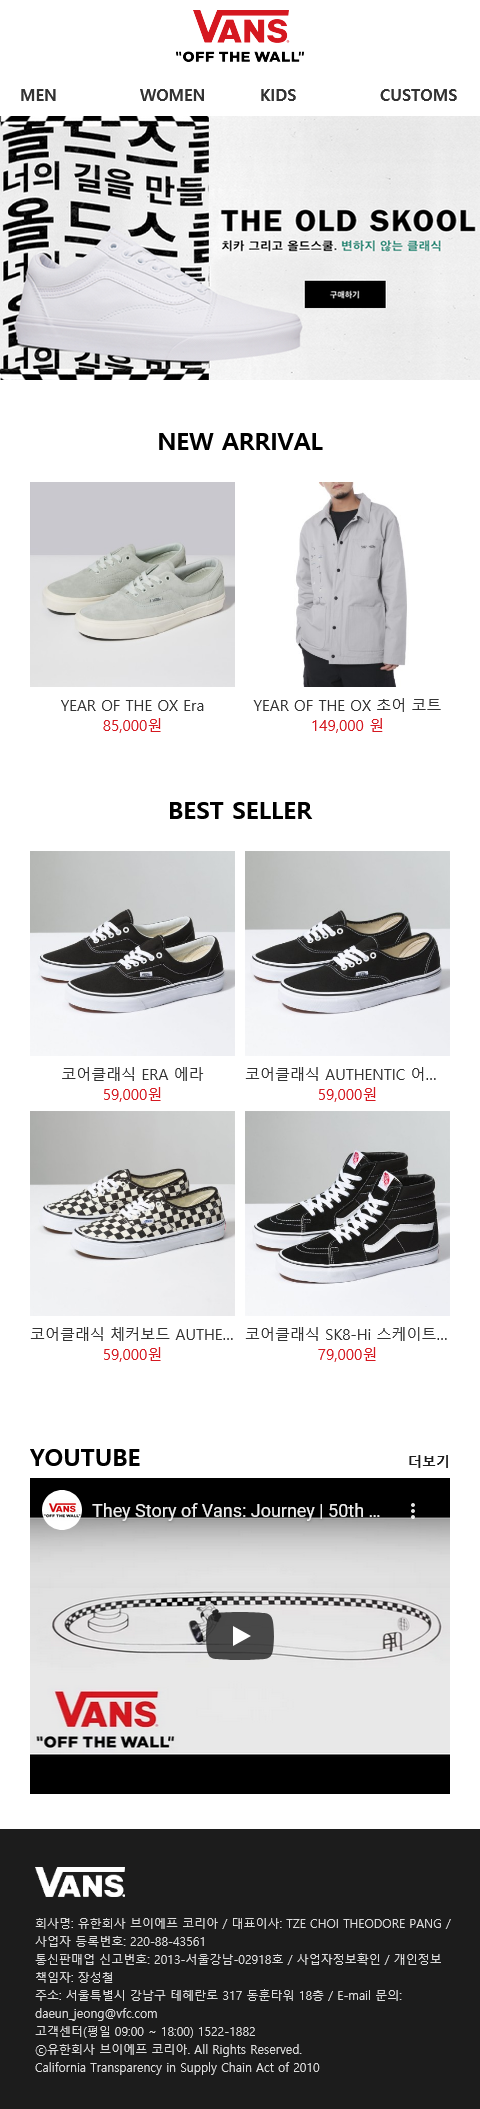 VANS
"OFF THE WALL"
MEN WOMEN KIDS CUSTOMS
올드스쿨
너의 길을 만들
올드스쿨
너의 길을 만들
THE OLD SKOOL
치카 그리고 올드스쿨. 변하지 않는 클래식
구매하기
NEW ARRIVAL
YEAR OF THE OX Era
85,000원
YEAR OF THE OX 초어 코트
149,000 원
BEST SELLER
코어클래식 ERA 에라
59,000원
코어클래식 AUTHENTIC 어...
59,000원
코어클래식 체커보드 AUTHE...
59,000원
코어클래식 SK8-Hi 스케이트...
79,000원
YOUTUBE
더보기
VANS
"OFF THE WALL"
They Story of Vans: Journey | 50th ...
VANS
"OFF THE WALL"
VANS
회사명: 유한회사 브이에프 코리아 / 대표이사: TZE CHOI THEODORE PANG /
사업자 등록번호: 220-88-43561
통신판매업 신고번호: 2013-서울강남-02918호 / 사업자정보확인 / 개인정보
책임자: 장성철
주소: 서울특별시 강남구 테헤란로 317 동훈타워 18층 / E-mail 문의:
daeun_jeong@vfc.com
고객센터(평일 09:00 ~ 18:00) 1522-1882
ⓒ유한회사 브이에프 코리아. All Rights Reserved.
California Transparency in Supply Chain Act of 2010